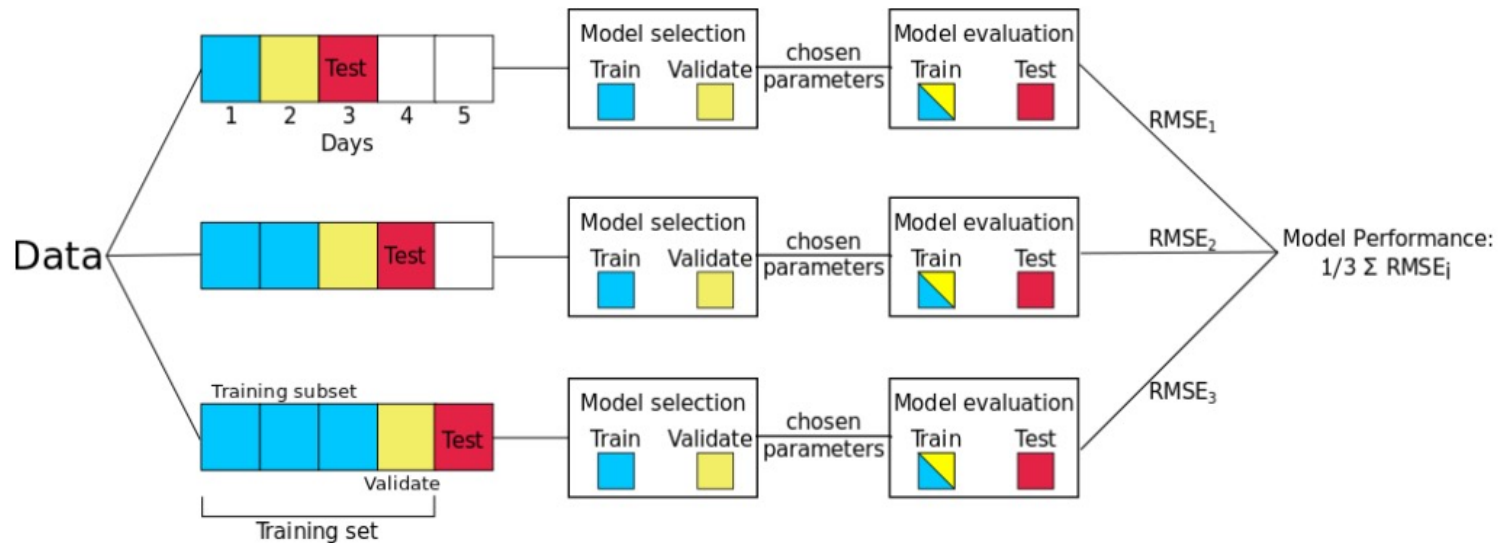 Data
Test
1 2 3 4 5
Days
Model selection
Train Validate
chosen
parameters
Model evaluation
Train Test
RMSE₁
Test
Model selection
Train Validate
chosen
parameters
Model evaluation
Train Test
RMSE₂
Training subset
Test
Validate
Training set
Model selection
Train Validate
chosen
parameters
Model evaluation
Train Test
RMSE₃
Model Performance:
1/3 Σ RMSEi